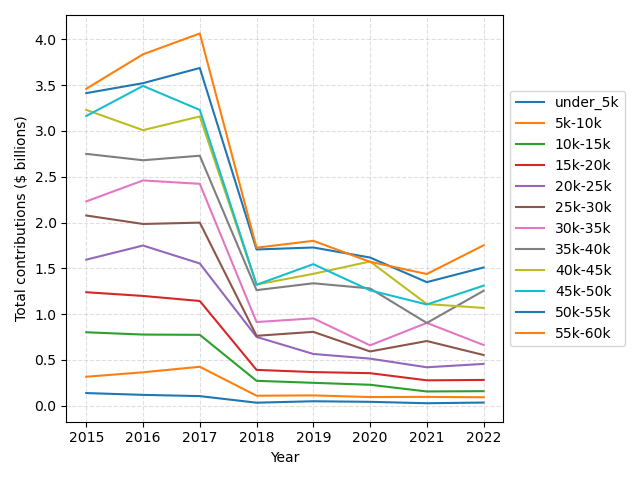 4.0
3.5
3.0
2.5
2.0
1.5
1.0
0.5
0.0
Total contributions ($ billions)
2015 2016 2017 2018 2019 2020 2021 2022
Year
under_5k
5k-10k
10k-15k
15k-20k
20k-25k
25k-30k
30k-35k
35k-40k
40k-45k
45k-50k
50k-55k
55k-60k